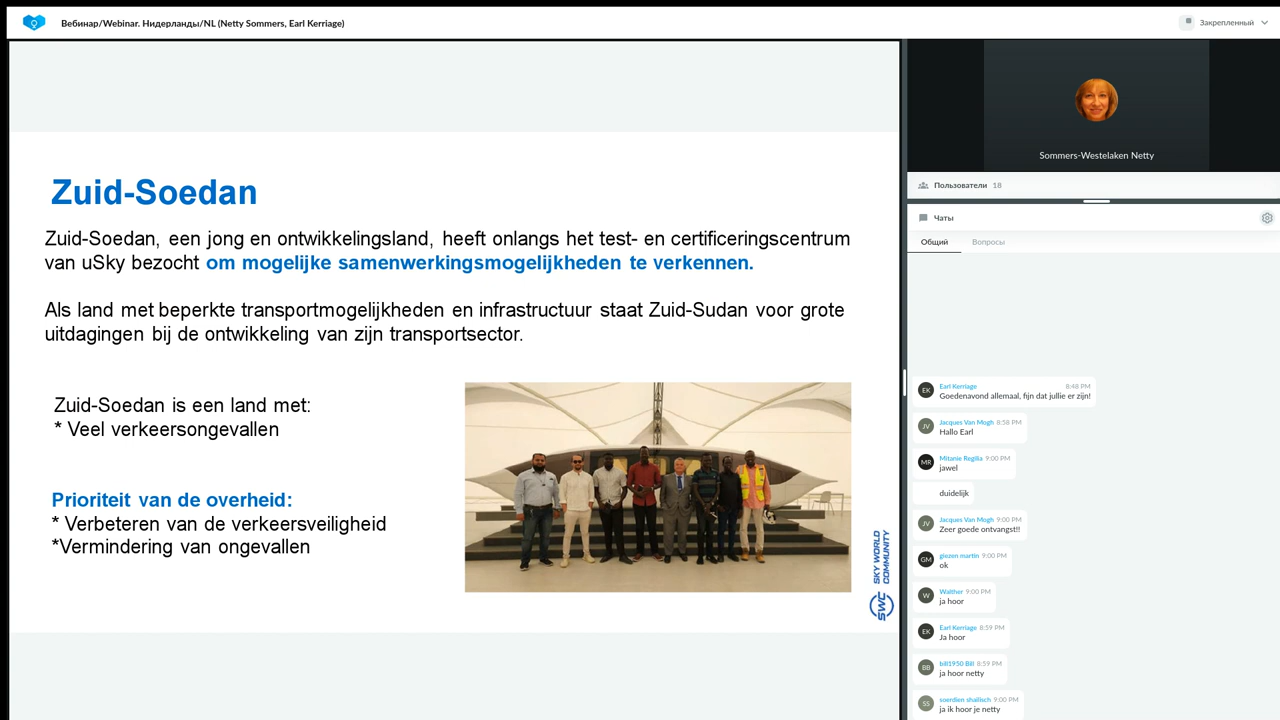 Вебинар/Webinar. Нидерланды/NL (Netty Sommers, Earl Kerriage)
Закрепленный
Zuid-Soedan
Zuid-Soedan, een jong en ontwikkelingsland, heeft onlangs het test- en certificeringscentrum
van uSky bezocht om mogelijke samenwerkingsmogelijkheden te verkennen.
Als land met beperkte transportmogelijkheden en infrastructuur staat Zuid-Sudan voor grote
uitdagingen bij de ontwikkeling van zijn transportsector.
Zuid-Soedan is een land met:
* Veel verkeersongevallen
Prioriteit van de overheid:
* Verbeteren van de verkeersveiligheid
*Vermindering van ongevallen
SKY WORLD
COMMUNITY
SWC
Sommers-Westelaken Netty
Пользователи 18
Чаты
Общий Вопросы
EK Earl Kerriage 8:48 PM
Goedenavond allemaal, fijn dat jullie er zijn!
JV Jacques Van Mogh 8:58 PM
Hallo Earl
MR Mitanie Regilia 9:00 PM
jawel
duidelijk
JV Jacques Van Mogh 9:00 PM
Zeer goede ontvangst!!
GM giezen martin 9:00 PM
ok
W Walther 9:00 PM
ja hoor
EK Earl Kerriage 8:59 PM
Ja hoor
BB bill1950 Bill 8:59 PM
ja hoor netty
SS soerdien shailisch 9:00 PM
ja ik hoor je netty